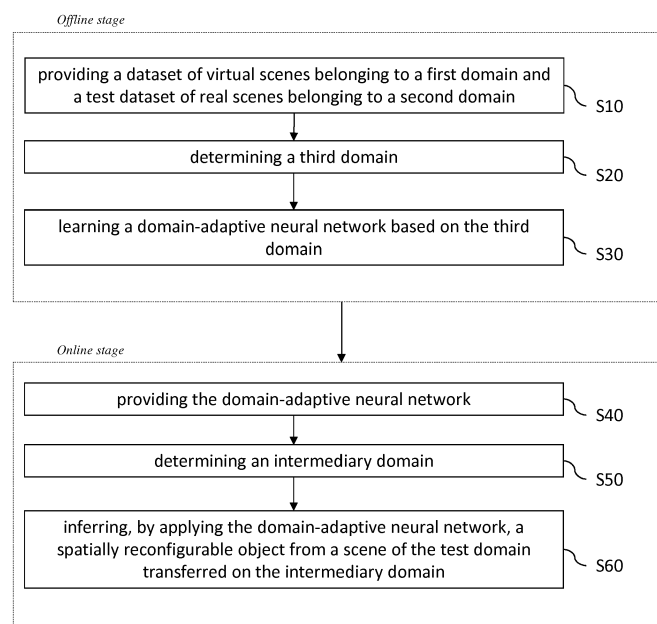 Offline stage
providing a dataset of virtual scenes belonging to a first domain and
a test dataset of real scenes belonging to a second domain
S10
determining a third domain
S20
learning a domain-adaptive neural network based on the third
domain
S30
Online stage
providing the domain-adaptive neural network
S40
determining an intermediary domain
S50
inferring, by applying the domain-adaptive neural network, a
spatially reconfigurable object from a scene of the test domain
transferred on the intermediary domain
S60